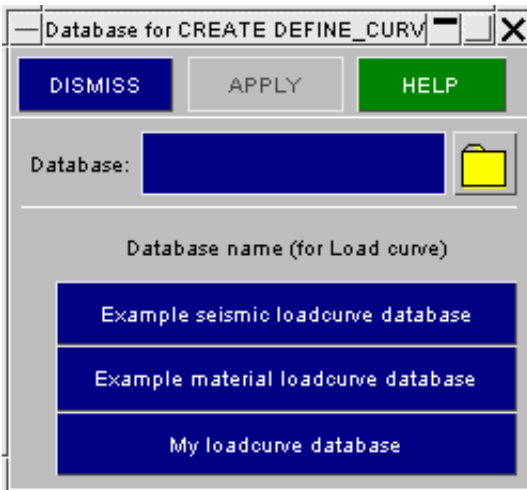 Database for CREATE DEFINE_CURV
DISMISS APPLY HELP
Database:
Database name (for Load curve)
Example seismic loadcurve database
Example material loadcurve database
My loadcurve database